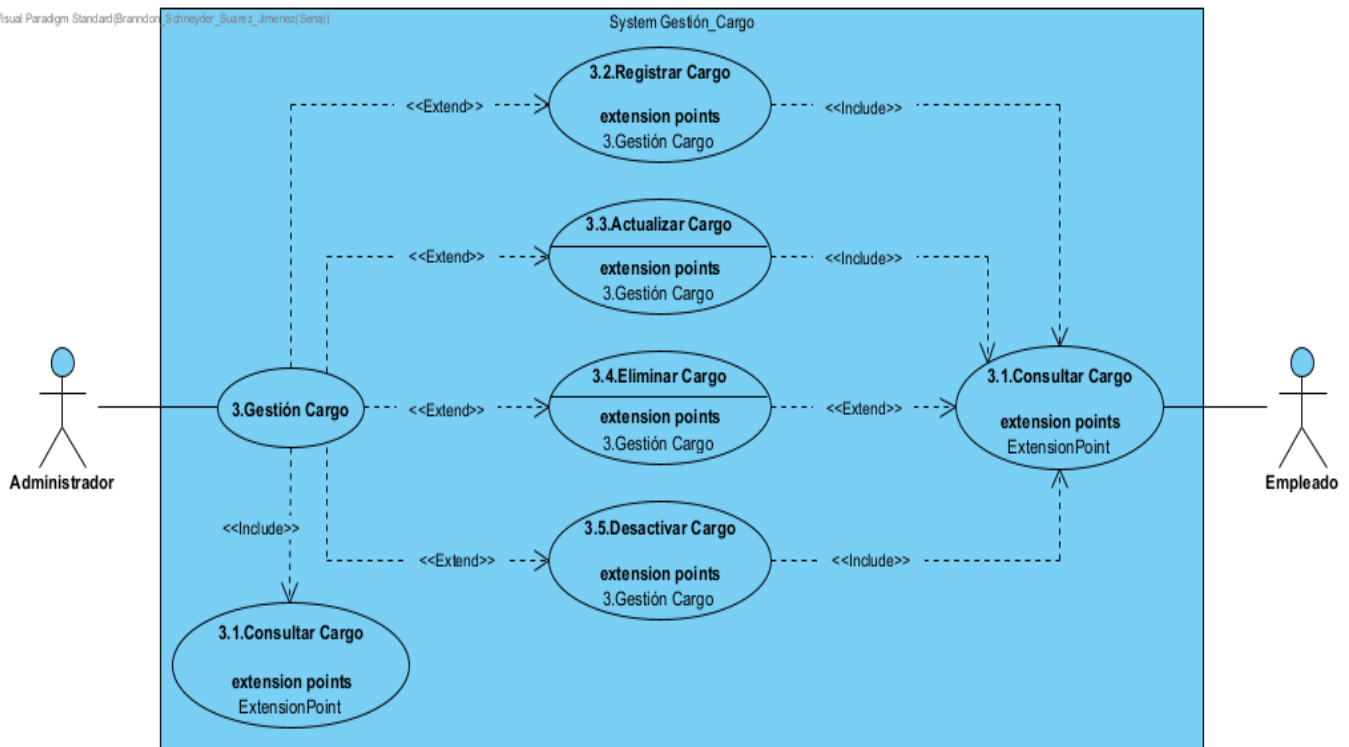 Visual Paradigm Standard(Branndon_Schneyder_Suarez_Jimenez(Sena))
System Gestión_Cargo
3.2.Registrar Cargo
extension points
3.Gestión Cargo
<<Extend>>
<<Include>>
3.3.Actualizar Cargo
extension points
3.Gestión Cargo
<<Extend>>
<<Include>>
3.4.Eliminar Cargo
extension points
3.Gestión Cargo
<<Extend>>
<<Extend>>
3.Gestión Cargo
3.1.Consultar Cargo
extension points
ExtensionPoint
Administrador
Empleado
<<Include>>
3.5.Desactivar Cargo
extension points
3.Gestión Cargo
<<Extend>>
<<Include>>
3.1.Consultar Cargo
extension points
ExtensionPoint